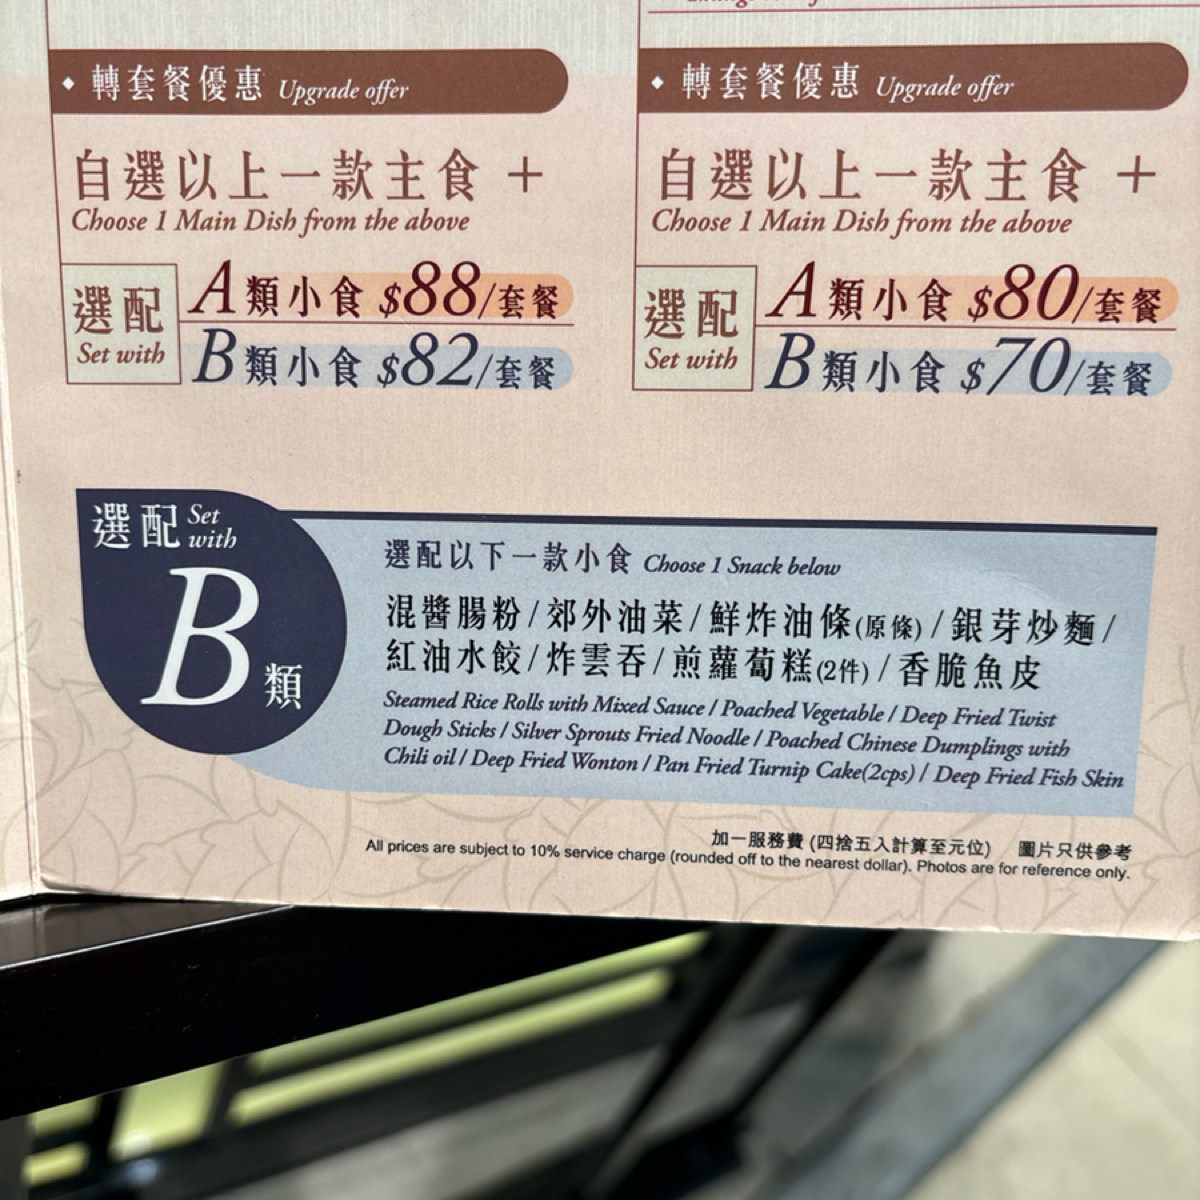 ◆ 轉套餐優惠 Upgrade offer
自選以上一款主食 +
Choose 1 Main Dish from the above
選配 Set with
A類小食 $88/套餐
B類小食 $82/套餐
◆ 轉套餐優惠 Upgrade offer
自選以上一款主食 +
Choose 1 Main Dish from the above
選配 Set with
A類小食 $80/套餐
B類小食 $70/套餐
選配 Set with
B類
選配以下一款小食 Choose 1 Snack below
混醬腸粉/郊外油菜/鮮炸油條(原條)/銀芽炒麵/
紅油水餃/炸雲吞/煎蘿蔔糕(2件)/香脆魚皮
Steamed Rice Rolls with Mixed Sauce / Poached Vegetable / Deep Fried Twist
Dough Sticks / Silver Sprouts Fried Noodle / Poached Chinese Dumplings with
Chili oil / Deep Fried Wonton / Pan Fried Turnip Cake(2cps) / Deep Fried Fish Skin
加一服務費 (四捨五入計算至元位) 圖片只供參考
All prices are subject to 10% service charge (rounded off to the nearest dollar). Photos are for reference only.